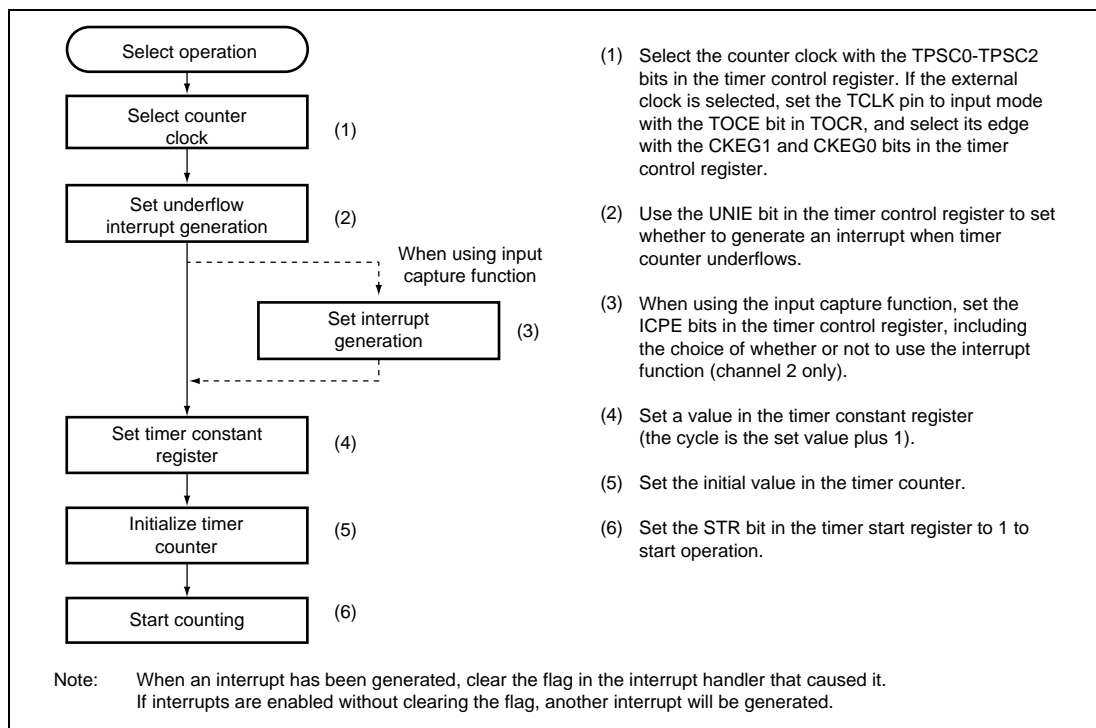 Select operation
Select counter
clock
(1)
Set underflow
interrupt generation
(2)
When using input
capture function
Set interrupt
generation
(3)
Set timer constant
register
(4)
Initialize timer
counter
(5)
Start counting
(6)
(1) Select the counter clock with the TPSC0-TPSC2
bits in the timer control register. If the external
clock is selected, set the TCLK pin to input mode
with the TOCE bit in TOCR, and select its edge
with the CKEG1 and CKEG0 bits in the timer
control register.
(2) Use the UNIE bit in the timer control register to set
whether to generate an interrupt when timer
counter underflows.
(3) When using the input capture function, set the
ICPE bits in the timer control register, including
the choice of whether or not to use the interrupt
function (channel 2 only).
(4) Set a value in the timer constant register
(the cycle is the set value plus 1).
(5) Set the initial value in the timer counter.
(6) Set the STR bit in the timer start register to 1 to
start operation.
Note: When an interrupt has been generated, clear the flag in the interrupt handler that caused it.
If interrupts are enabled without clearing the flag, another interrupt will be generated.